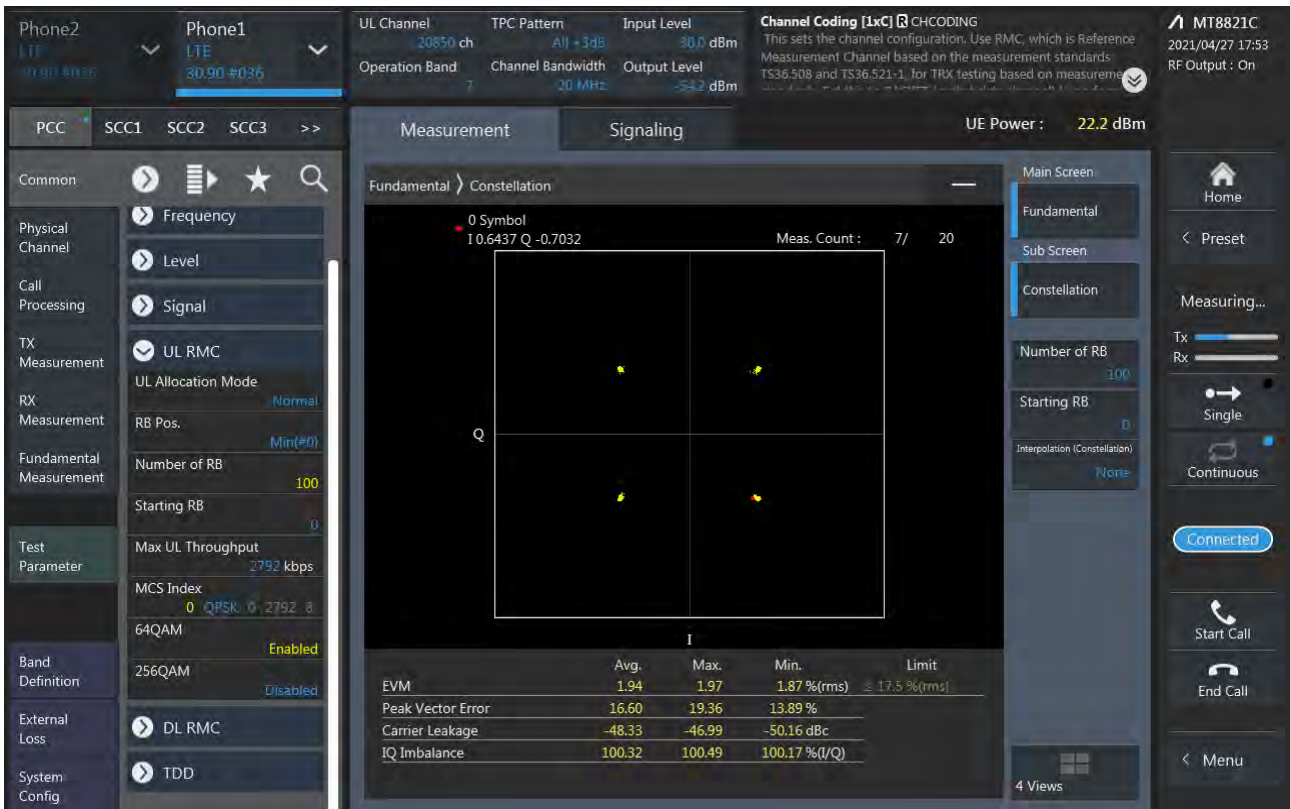 Phone2
LTE
30.90 #036
Phone1
LTE
30.90 #036
UL Channel
20850 ch
TPC Pattern
All +3dB
Input Level
30.0 dBm
Operation Band
7
Channel Bandwidth
20 MHz
Output Level
-54.2 dBm
Channel Coding [1xC] R CHCODING
This sets the channel configuration. Use RMC, which is Reference
Measurement Channel based on the measurement standards
TS36.508 and TS36.521-1, for TRX testing based on measureme
MT8821C
2021/04/27 17:53
RF Output : On
PCC
SCC1
SCC2
SCC3
>>
Measurement
Signaling
UE Power : 22.2 dBm
Common
Physical
Channel
Call
Processing
TX
Measurement
RX
Measurement
Fundamental
Measurement
Test
Parameter
Band
Definition
External
Loss
System
Config
Frequency
Level
Signal
UL RMC
UL Allocation Mode
Normal
RB Pos.
Min(#0)
Number of RB
100
Starting RB
0
Max UL Throughput
2792 kbps
MCS Index
0 QPSK 0 2792 8
64QAM
Enabled
256QAM
Disabled
DL RMC
TDD
Fundamental 〉 Constellation
0 Symbol
I 0.6437 Q -0.7032
Meas. Count : 7/ 20
Q
I
Avg. Max. Min. Limit
EVM 1.94 1.97 1.87 %(rms) ≤ 17.5 %(rms)
Peak Vector Error 16.60 19.36 13.89 %
Carrier Leakage -48.33 -46.99 -50.16 dBc
IQ Imbalance 100.32 100.49 100.17 %(I/Q)
Main Screen
Fundamental
Sub Screen
Constellation
Number of RB
100
Starting RB
0
Interpolation (Constellation)
None
4 Views
Home
< Preset
Measuring...
Tx
Rx
Single
Continuous
Connected
Start Call
End Call
< Menu